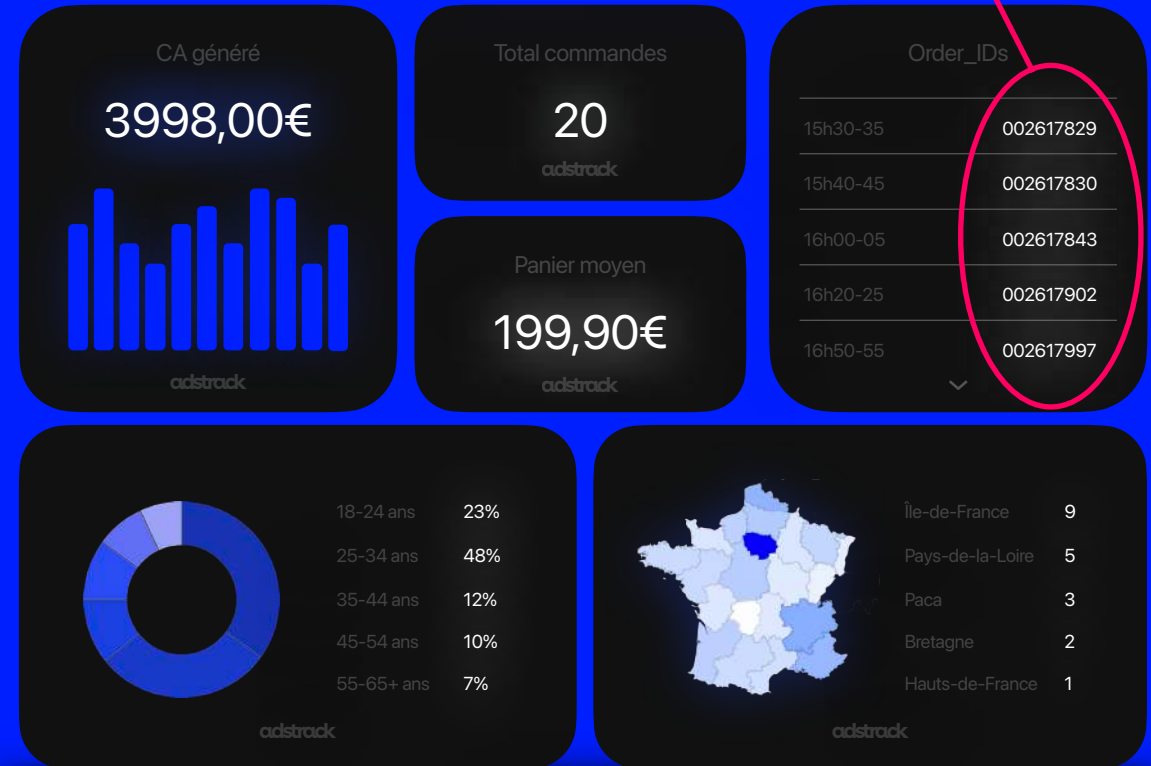 CA généré
3998,00€
adstrack
Total commandes
20
adstrack
Panier moyen
199,90€
adstrack
Order_IDs
15h30-35 002617829
15h40-45 002617830
16h00-05 002617843
16h20-25 002617902
16h50-55 002617997
18-24 ans 23%
25-34 ans 48%
35-44 ans 12%
45-54 ans 10%
55-65+ ans 7%
adstrack
Île-de-France 9
Pays-de-la-Loire 5
Paca 3
Bretagne 2
Hauts-de-France 1
adstrack